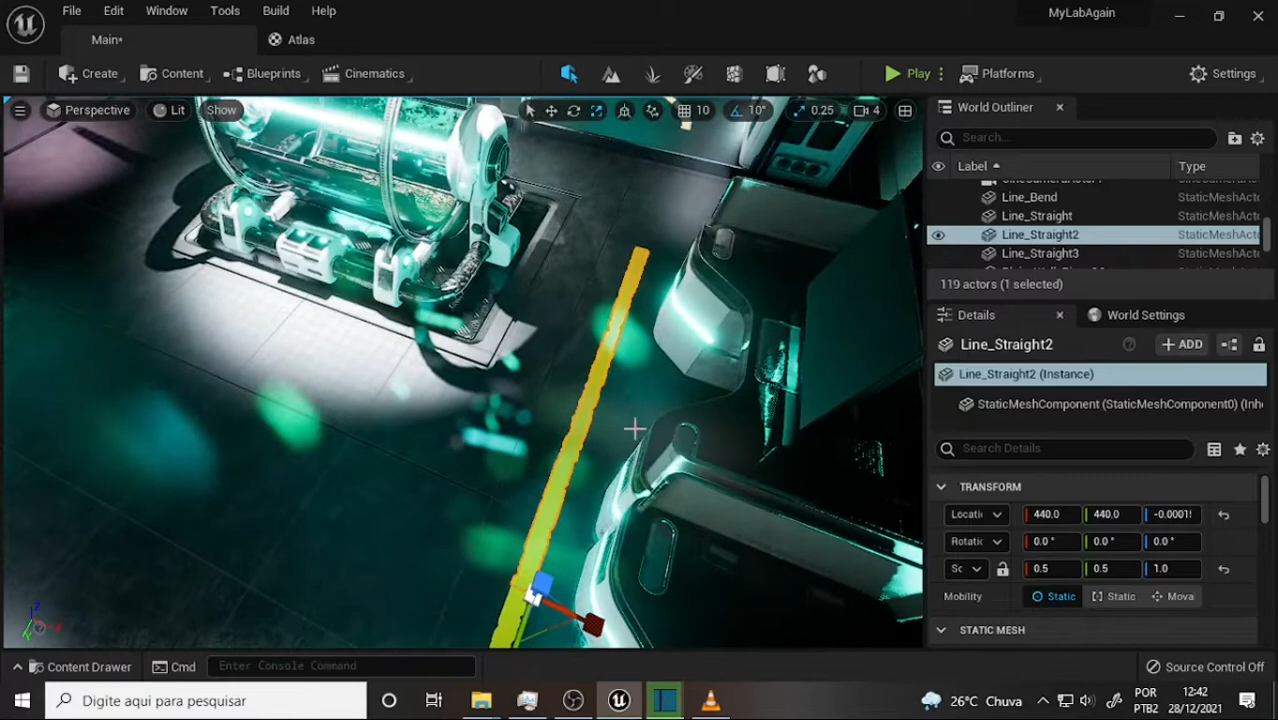 File Edit Window Tools Build Help
MyLabAgain
Main*
Atlas
Create
Content
Blueprints
Cinematics
Play
Platforms
Settings
Perspective
Lit
Show
10
10°
0.25
4
World Outliner
Search...
Label
Type
Line_Bend StaticMeshActo
Line_Straight StaticMeshActo
Line_Straight2 StaticMeshActo
Line_Straight3 StaticMeshActo
119 actors (1 selected)
Details
World Settings
Line_Straight2
ADD
Line_Straight2 (Instance)
StaticMeshComponent (StaticMeshComponent0) (Inh
Search Details
TRANSFORM
Locatic 440.0 440.0
Rotatic 0.0 ° 0.0 ° 0.0 °
Sc 0.5 0.5 1.0
Mobility Static Static Mova
STATIC MESH
Z
X
Y
Content Drawer
Cmd
Enter Console Command
Source Control Off
Digite aqui para pesquisar
26°C Chuva
POR
PTB2
12:42
28/12/2021